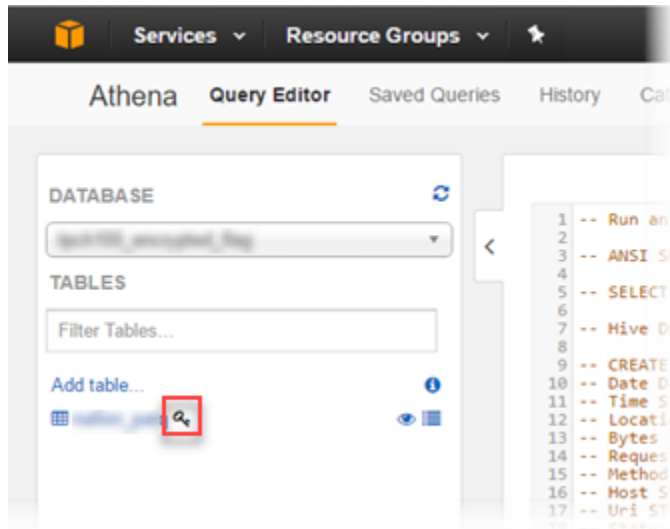 Services Resource Groups
Athena Query Editor Saved Queries History
DATABASE
TABLES
Filter Tables...
Add table...
1 -- Run an
2
3 -- ANSI
4
5 -- SELECT
6
7 -- Hive
8
9 -- CREATE
10 -- Date
11 -- Time
12 -- Locati
13 -- Bytes
14 -- Reques
15 -- Method
16 -- Host
17 -- Uri